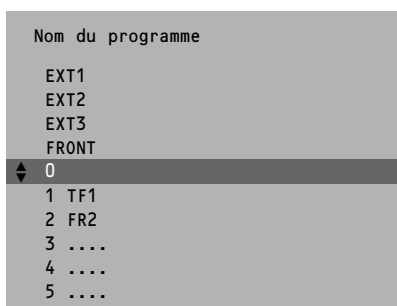 Nom du programme
EXT1
EXT2
EXT3
FRONT
0
1 TF1
2 FR2
3 ....
4 ....
5 ....